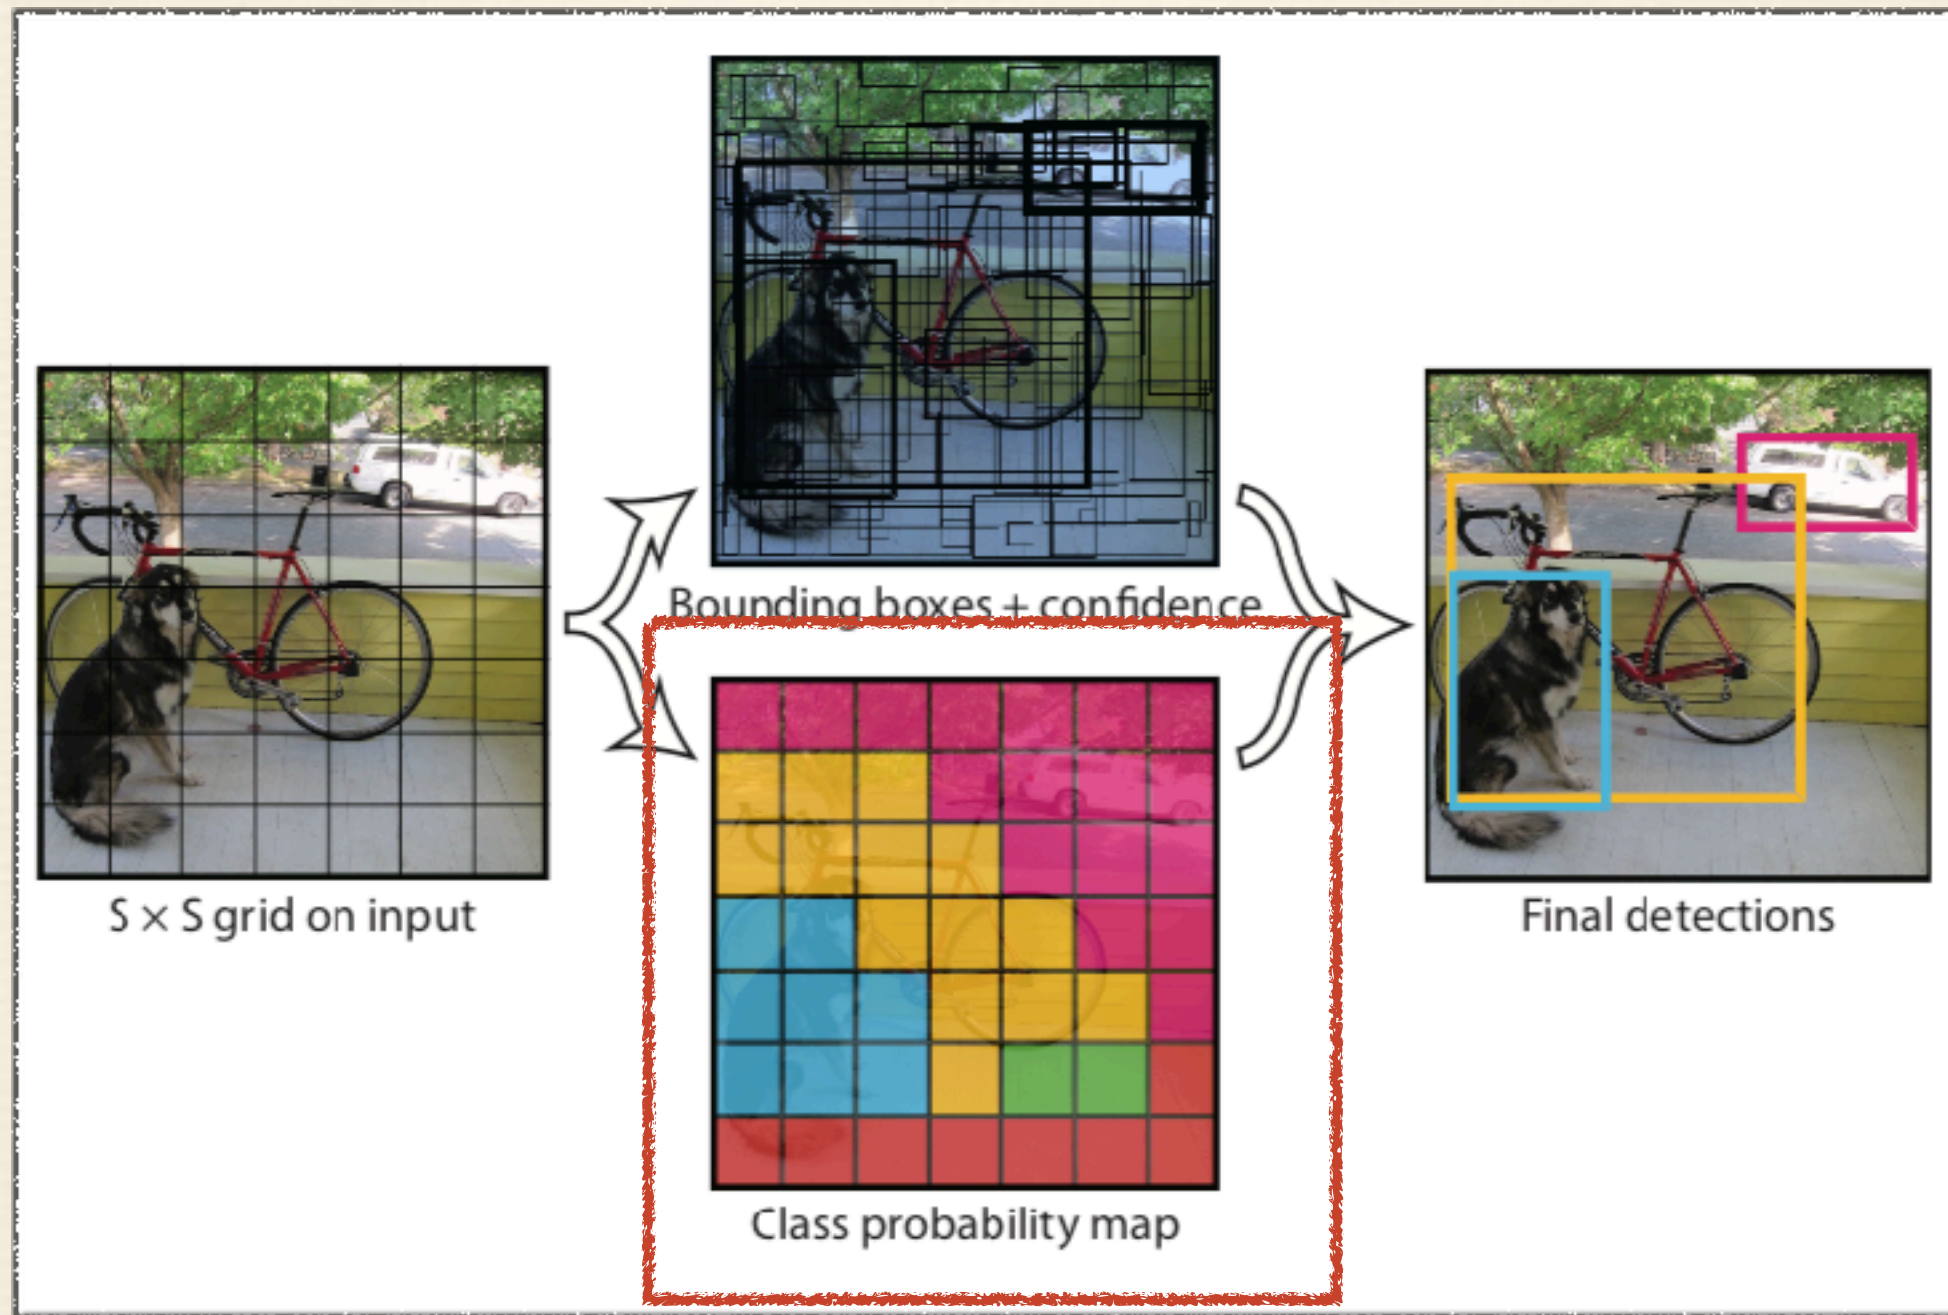 Bounding boxes + confidence
S × S grid on input
Final detections
Class probability map